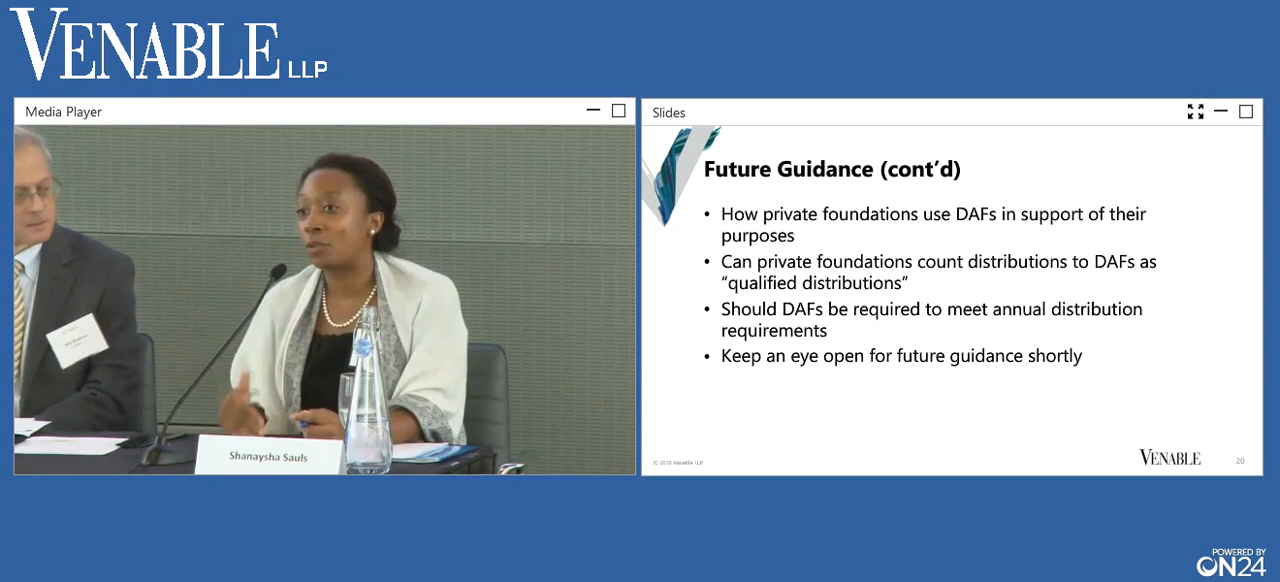 VENABLE LLP
Media Player
Shanaysha Sauls
Slides
Future Guidance (cont’d)
• How private foundations use DAFs in support of their
purposes
• Can private foundations count distributions to DAFs as
“qualified distributions”
• Should DAFs be required to meet annual distribution
requirements
• Keep an eye open for future guidance shortly
© 2018 Venable LLP
VENABLE
20
POWERED BY
ON24